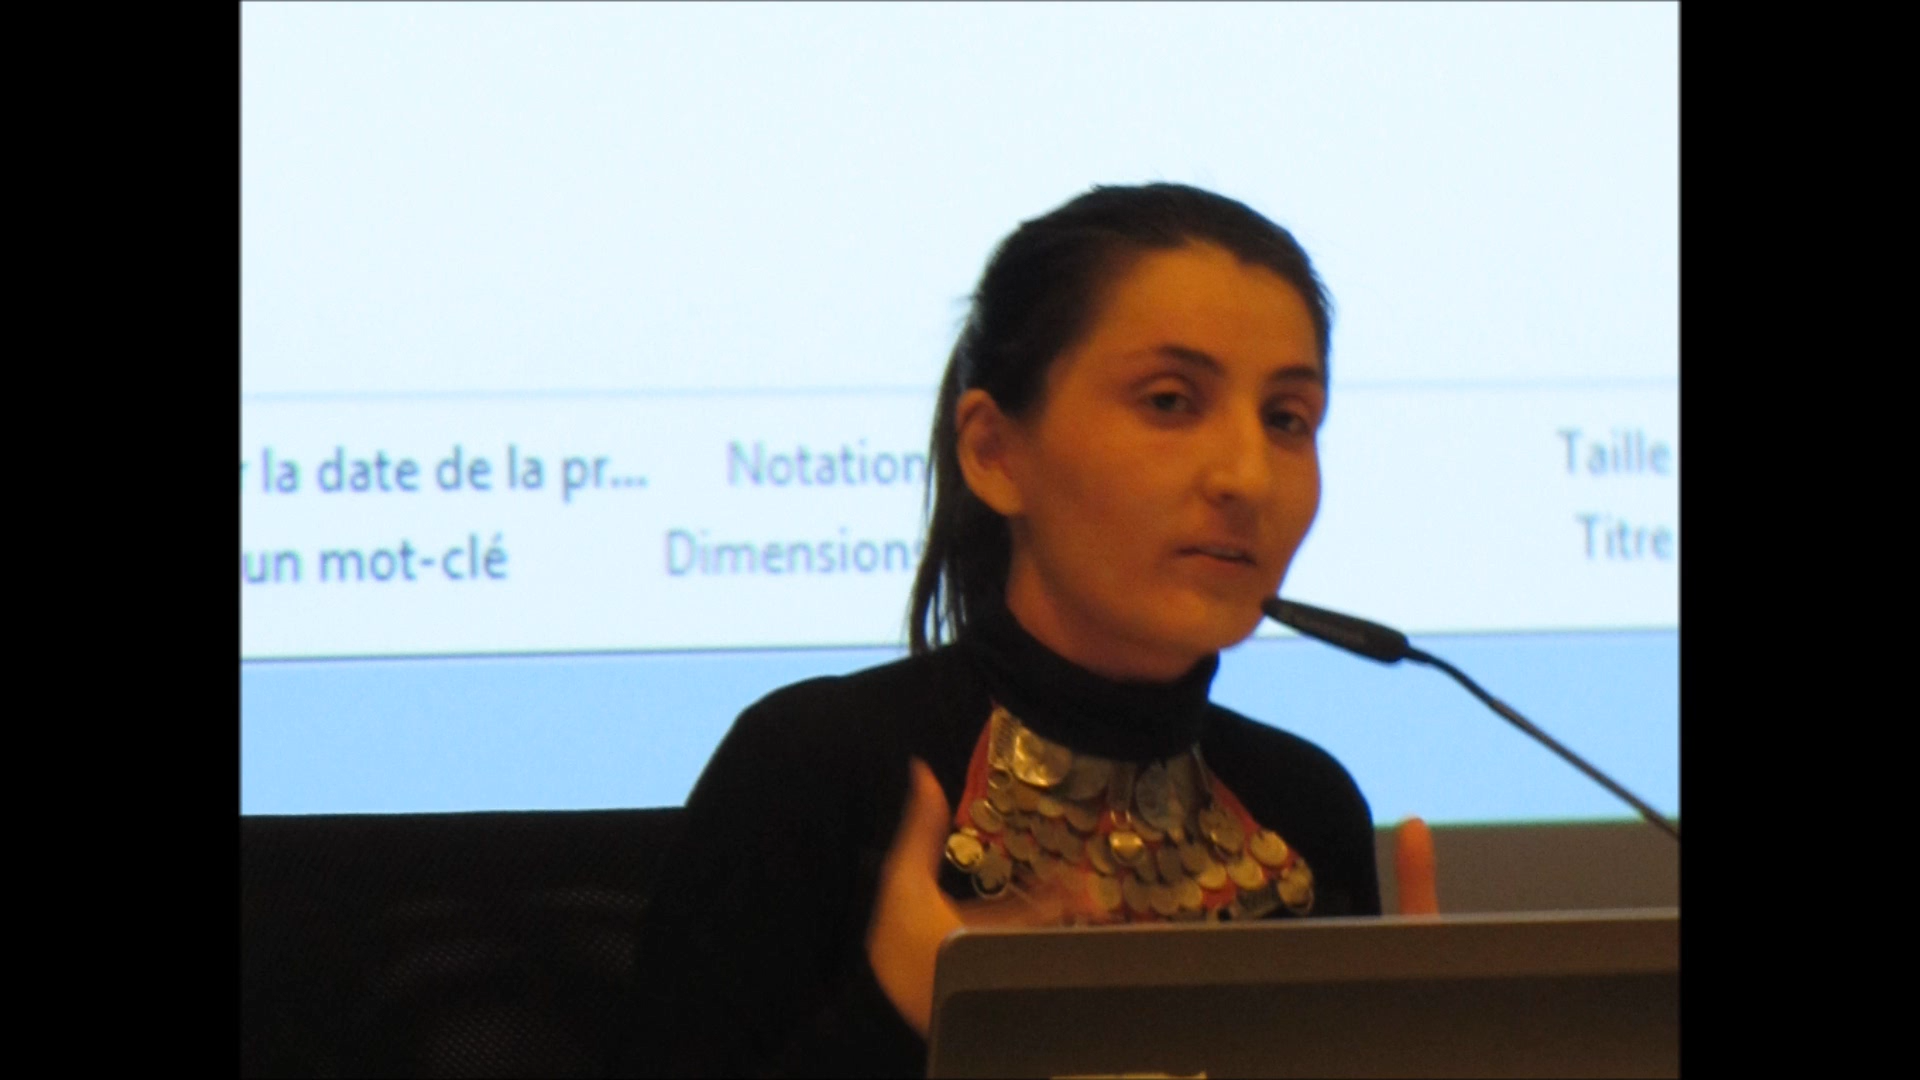 la date de la pr... Notation Taille
un mot-clé Dimensions Titre